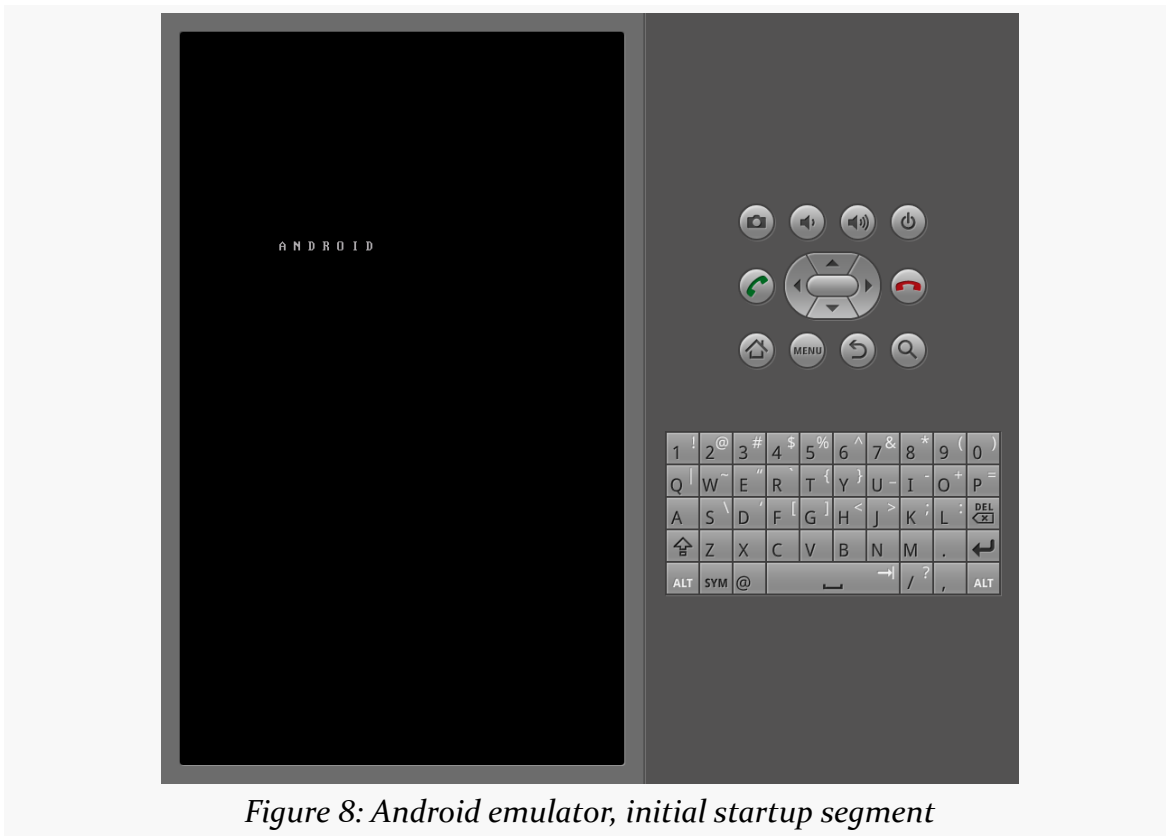 A N D R O I D
MENU
1 ! 2 @ 3 # 4 $ 5 % 6 ^ 7 & 8 * 9 ( 0 )
Q | W ~ E " R ` T { Y } U _ I - O + P =
A S \ D ' F [ G ] H < J > K ; L : DEL
Z X C V B N M .
ALT SYM @ / ? , ALT
Figure 8: Android emulator, initial startup segment